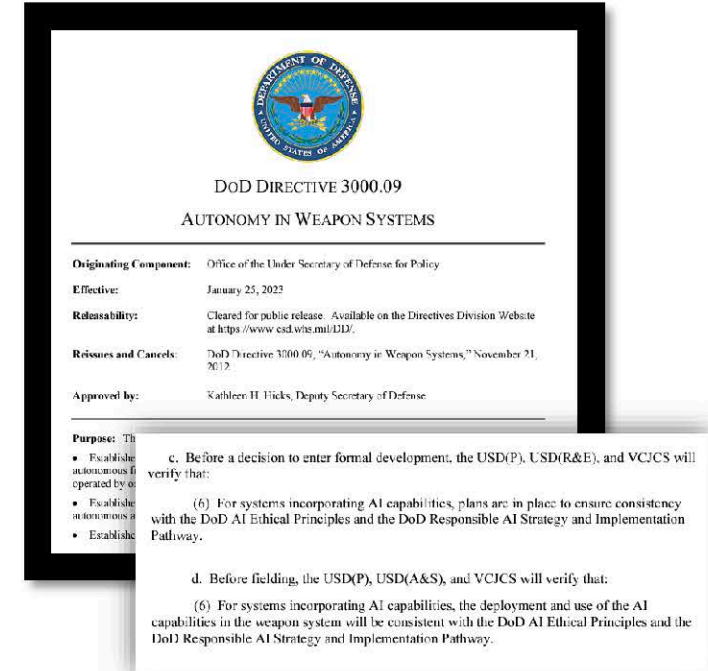 DEPARTMENT OF DEFENSE
UNITED STATES OF AMERICA
DOD DIRECTIVE 3000.09
AUTONOMY IN WEAPON SYSTEMS
Originating Component: Office of the Under Secretary of Defense for Policy
Effective: January 25, 2023
Releasability: Cleared for public release. Available on the Directives Division Website
at https://www.esd.whs.mil/DD/.
Reissues and Cancels: DoD Directive 3000.09, "Autonomy in Weapon Systems," November 21,
2012
Approved by: Kathleen H. Hicks, Deputy Secretary of Defense
Purpose: Th
• Establishe
autonomous f
operated by o
• Establishe
autonomous a
• Establishe
c. Before a decision to enter formal development, the USD(P), USD(R&E), and VCJCS will
verify that:
(6) For systems incorporating AI capabilities, plans are in place to ensure consistency
with the DoD AI Ethical Principles and the DoD Responsible AI Strategy and Implementation
Pathway.
d. Before fielding, the USD(P), USD(A&S), and VCJCS will verify that:
(6) For systems incorporating AI capabilities, the deployment and use of the AI
capabilities in the weapon system will be consistent with the DoD AI Ethical Principles and the
DoD Responsible AI Strategy and Implementation Pathway.